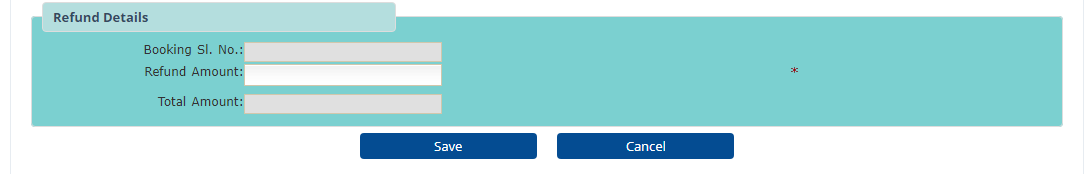 Refund Details
Booking Sl. No.:
Refund Amount: *
Total Amount:
Save Cancel